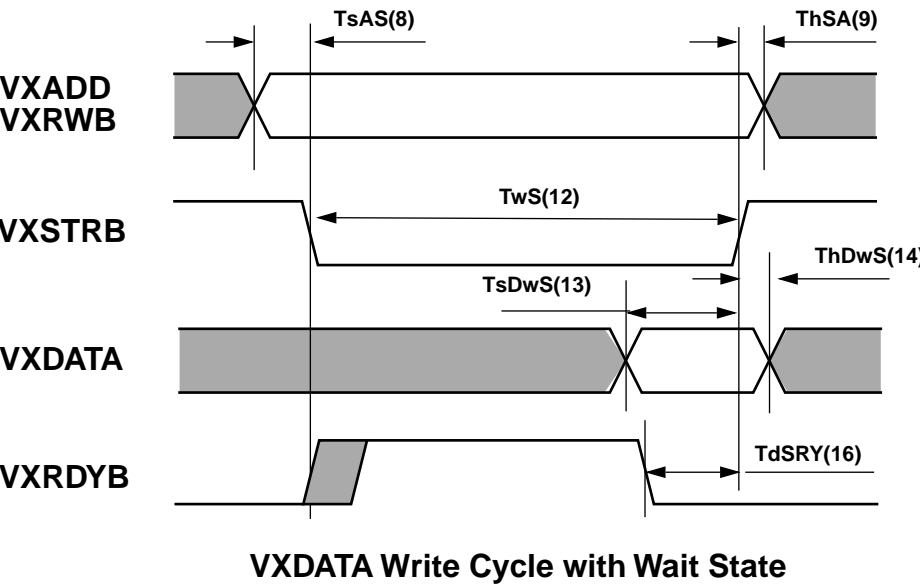 TsAS(8)
ThSA(9)
VXADD
VXRWB
TwS(12)
VXSTRB
ThDwS(14)
TsDwS(13)
VXDATA
TdSRY(16)
VXRDYB
VXDATA Write Cycle with Wait State